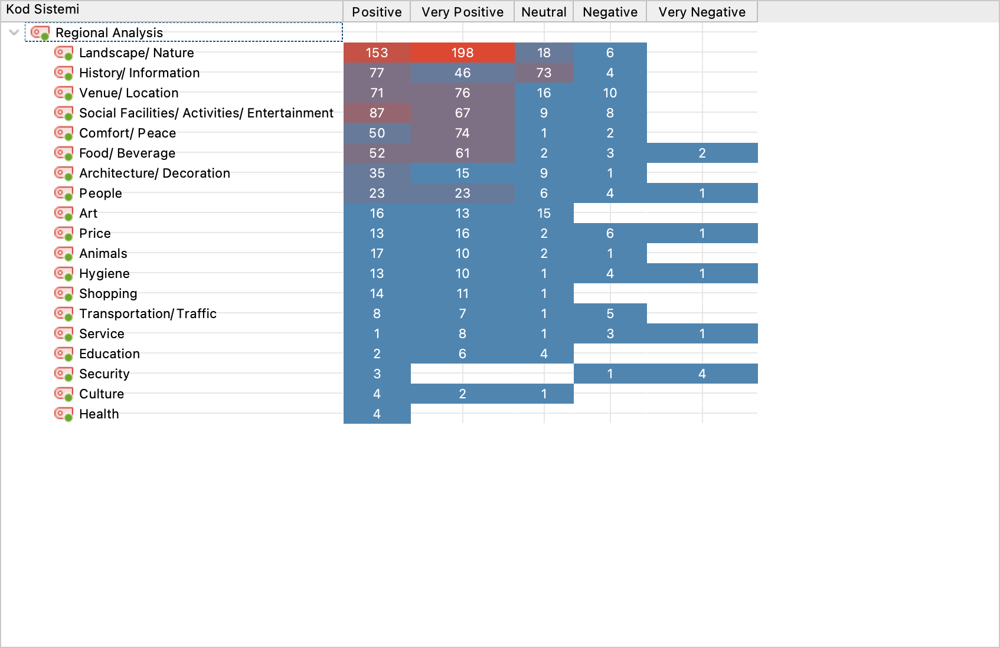 Kod Sistemi Positive Very Positive Neutral Negative Very Negative
Regional Analysis
Landscape/ Nature 153 198 18 6
History/ Information 77 46 73 4
Venue/ Location 71 76 16 10
Social Facilities/ Activities/ Entertainment 87 67 9 8
Comfort/ Peace 50 74 1 2
Food/ Beverage 52 61 2 3 2
Architecture/ Decoration 35 15 9 1
People 23 23 6 4 1
Art 16 13 15
Price 13 16 2 6 1
Animals 17 10 2 1
Hygiene 13 10 1 4 1
Shopping 14 11 1
Transportation/ Traffic 8 7 1 5
Service 1 8 1 3 1
Education 2 6 4
Security 3 1 4
Culture 4 2 1
Health 4